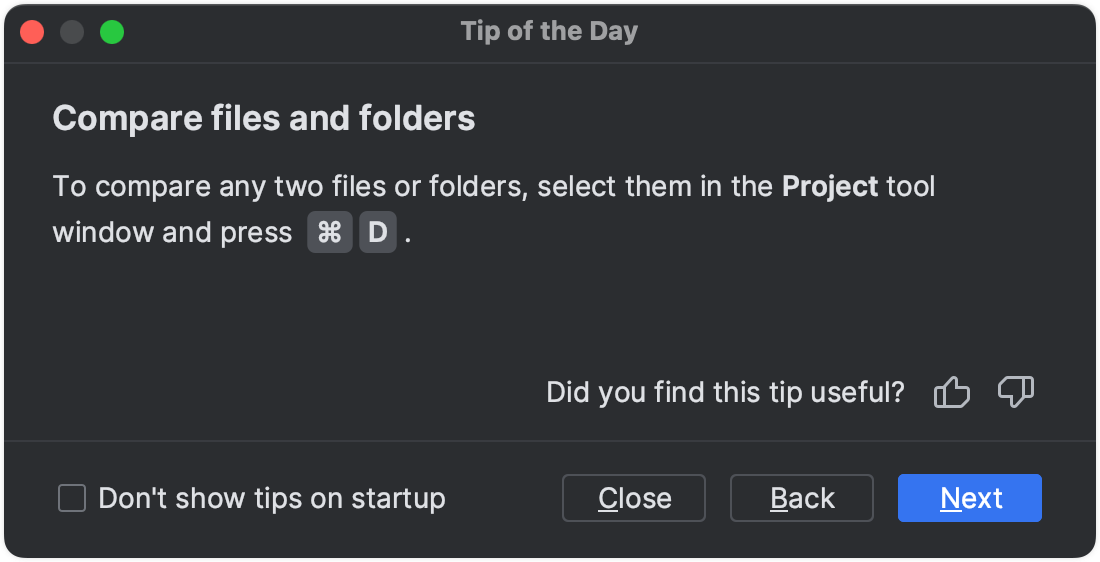 Tip of the Day
Compare files and folders
To compare any two files or folders, select them in the Project tool
window and press ⌘ D .
Did you find this tip useful?
Don't show tips on startup
Close
Back
Next